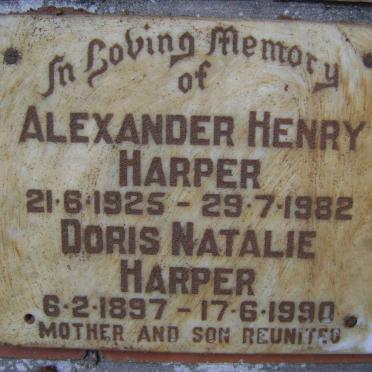 In Loving Memory
of
ALEXANDER HENRY
HARPER
21·6·1925 - 29·7·1982
DORIS NATALIE
HARPER
6·2·1897 - 17·6·1990
MOTHER AND SON REUNITED